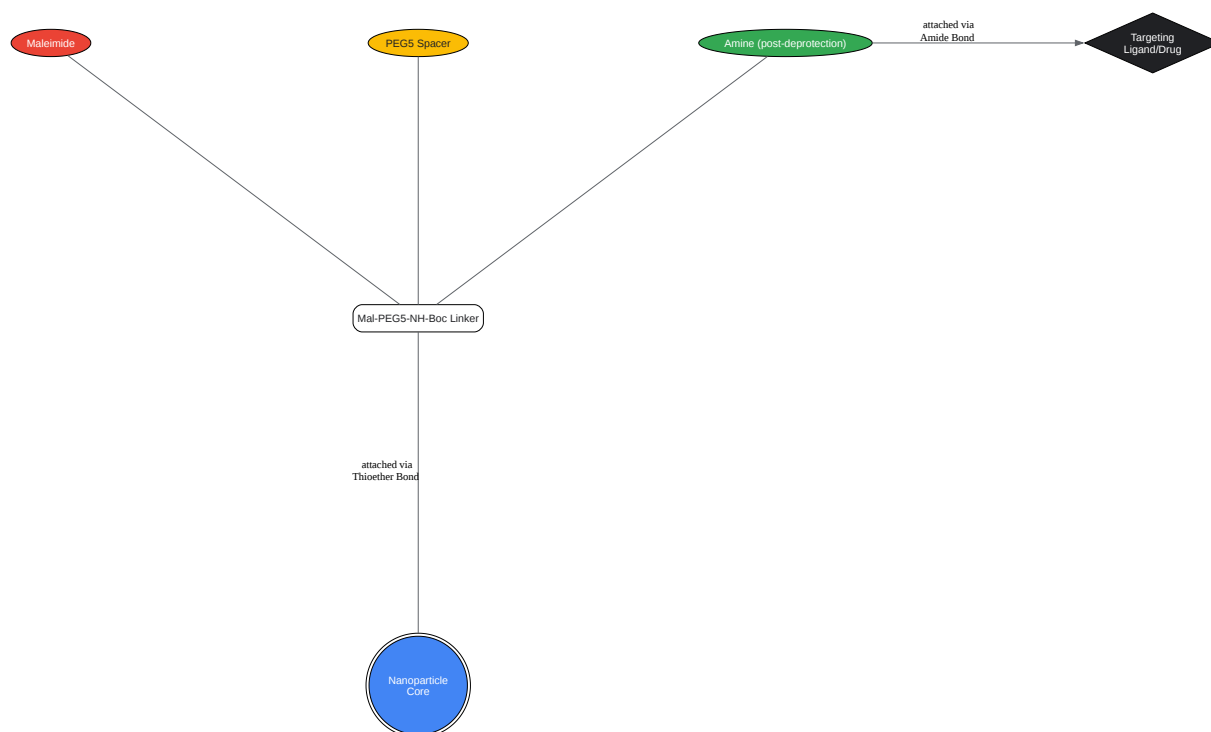 Maleimide
PEG5 Spacer
Amine (post-deprotection)
attached via
Amide Bond
Targeting
Ligand/Drug
Mal-PEG5-NH-Boc Linker
attached via
Thioether Bond
Nanoparticle
Core